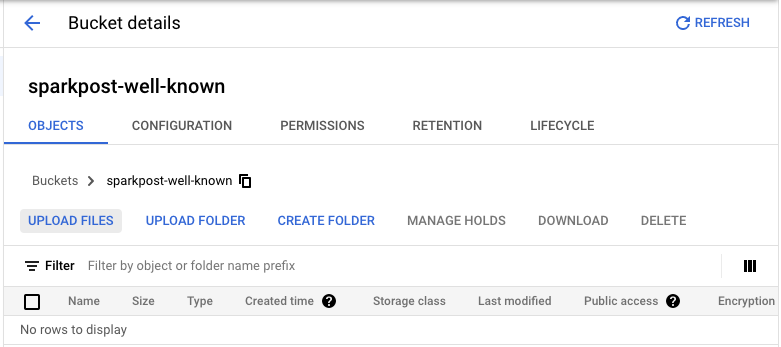 Bucket details REFRESH
sparkpost-well-known
OBJECTS CONFIGURATION PERMISSIONS RETENTION LIFECYCLE
Buckets sparkpost-well-known
UPLOAD FILES UPLOAD FOLDER CREATE FOLDER MANAGE HOLDS DOWNLOAD DELETE
Filter Filter by object or folder name prefix
Name Size Type Created time ? Storage class Last modified Public access ? Encryption
No rows to display